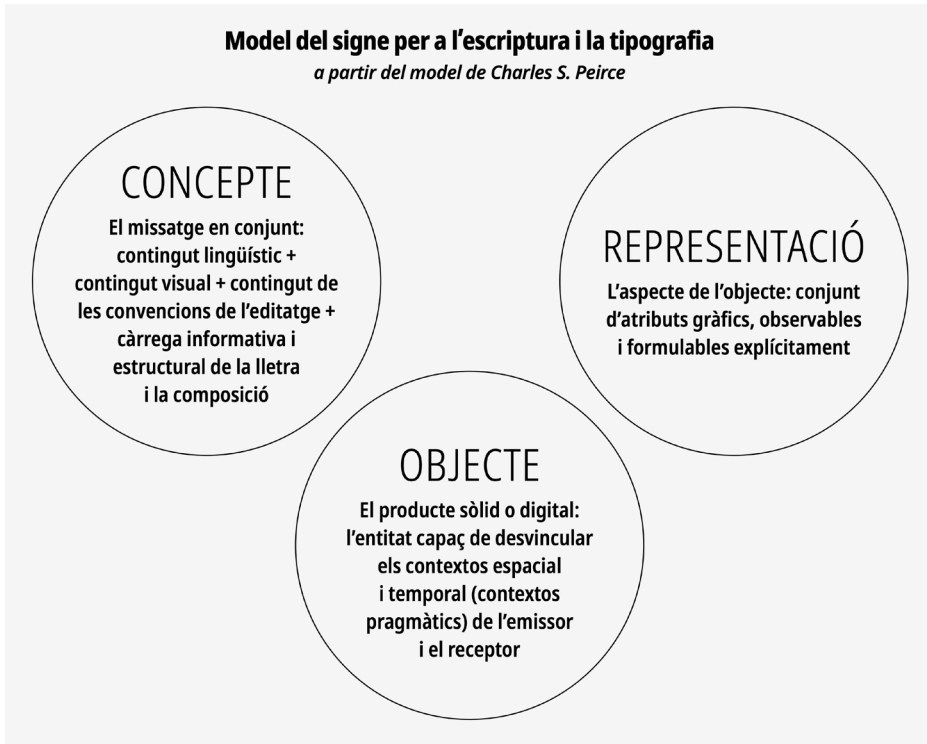 Model del signe per a l’escriptura i la tipografia
a partir del model de Charles S. Peirce
CONCEPTE
El missatge en conjunt:
contingut lingüístic +
contingut visual + contingut de
les convencions de l’editatge +
càrrega informativa i
estructural de la lletra
i la composició
REPRESENTACIÓ
L’aspecte de l’objecte: conjunt
d’atributs gràfics, observables
i formulables explícitament
OBJECTE
El producte sòlid o digital:
l’entitat capaç de desvincular
els contextos espacial
i temporal (contextos
pragmàtics) de l’emissor
i el receptor